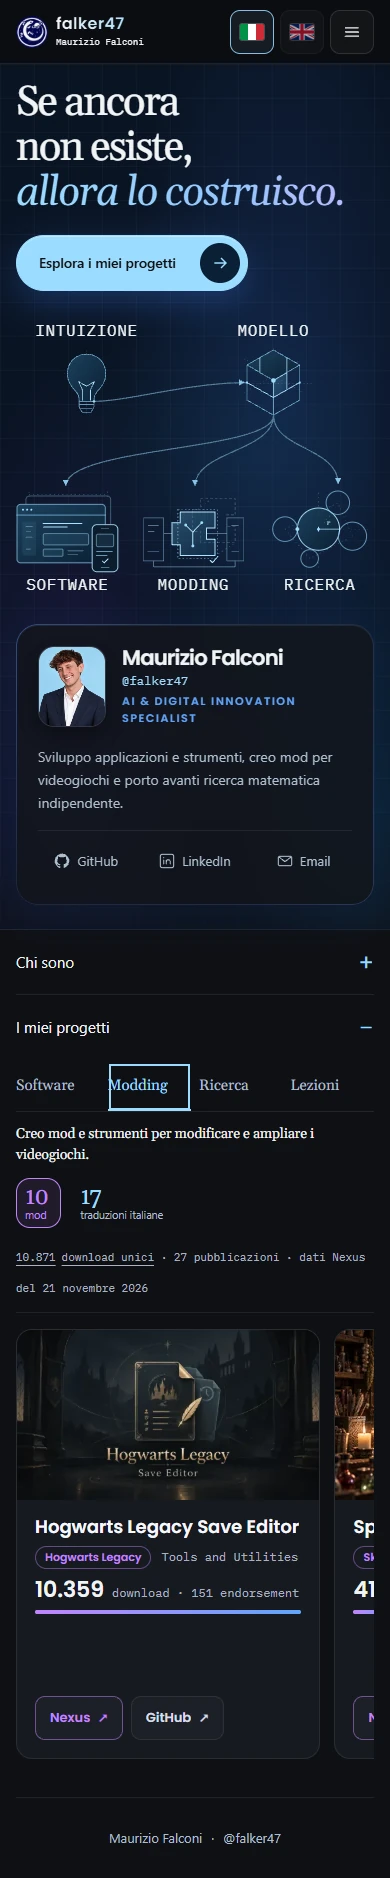 falker47
Maurizio Falconi
Se ancora
non esiste,
allora lo costruisco.
Esplora i miei progetti
INTUIZIONE
MODELLO
SOFTWARE
MODDING
RICERCA
Maurizio Falconi
@falker47
AI & DIGITAL INNOVATION
SPECIALIST
Sviluppo applicazioni e strumenti, creo mod per
videogiochi e porto avanti ricerca matematica
indipendente.
GitHub
LinkedIn
Email
Chi sono
I miei progetti
Software
Modding
Ricerca
Lezioni
Creo mod e strumenti per modificare e ampliare i
videogiochi.
10
mod
17
traduzioni italiane
10.871 download unici · 27 pubblicazioni · dati Nexus
del 21 novembre 2026
Hogwarts Legacy
Save Editor
Hogwarts Legacy Save Editor
Hogwarts Legacy
Tools and Utilities
10.359 download · 151 endorsement
Nexus ↗
GitHub ↗
Sp
Sk
41
N
Maurizio Falconi · @falker47